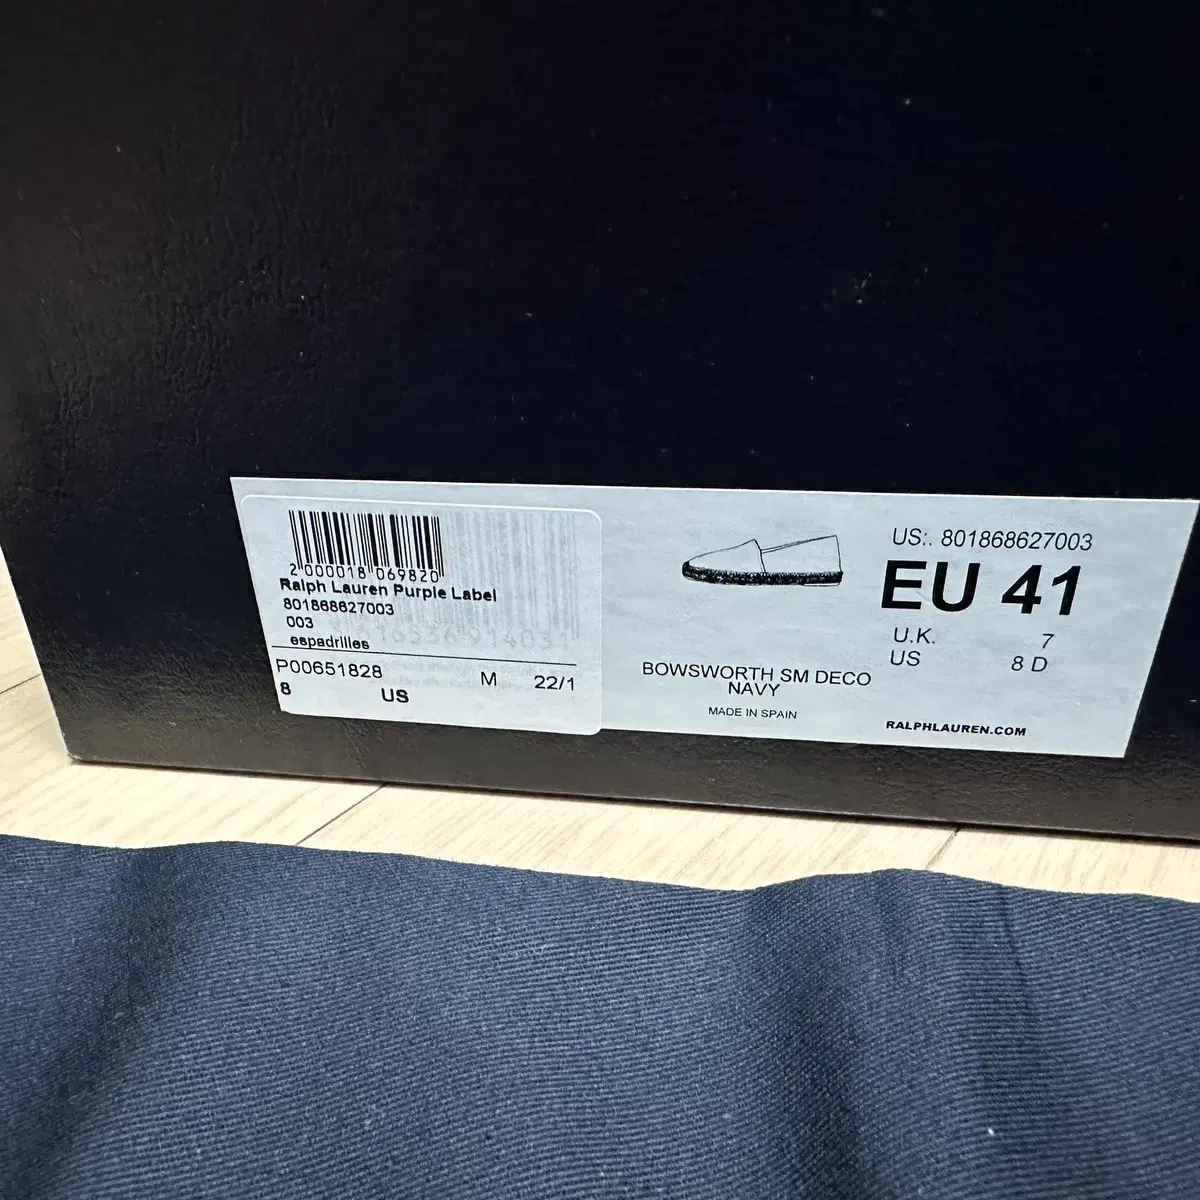 2 000018 069820
Ralph Lauren Purple Label
801868627003
003
espadrilles
P00651828 M 22/1
8 US
BOWSWORTH SM DECO
NAVY
MADE IN SPAIN
US:. 801868627003
EU 41
U.K. 7
US 8 D
RALPHLAUREN.COM